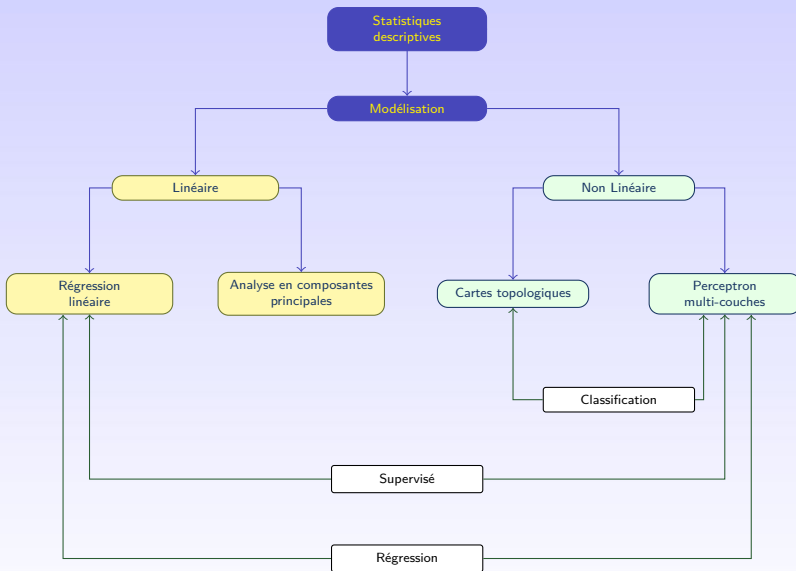 Statistiques
descriptives
Modélisation
Linéaire
Non Linéaire
Régression
linéaire
Analyse en composantes
principales
Cartes topologiques
Perceptron
multi-couches
Classification
Supervisé
Régression